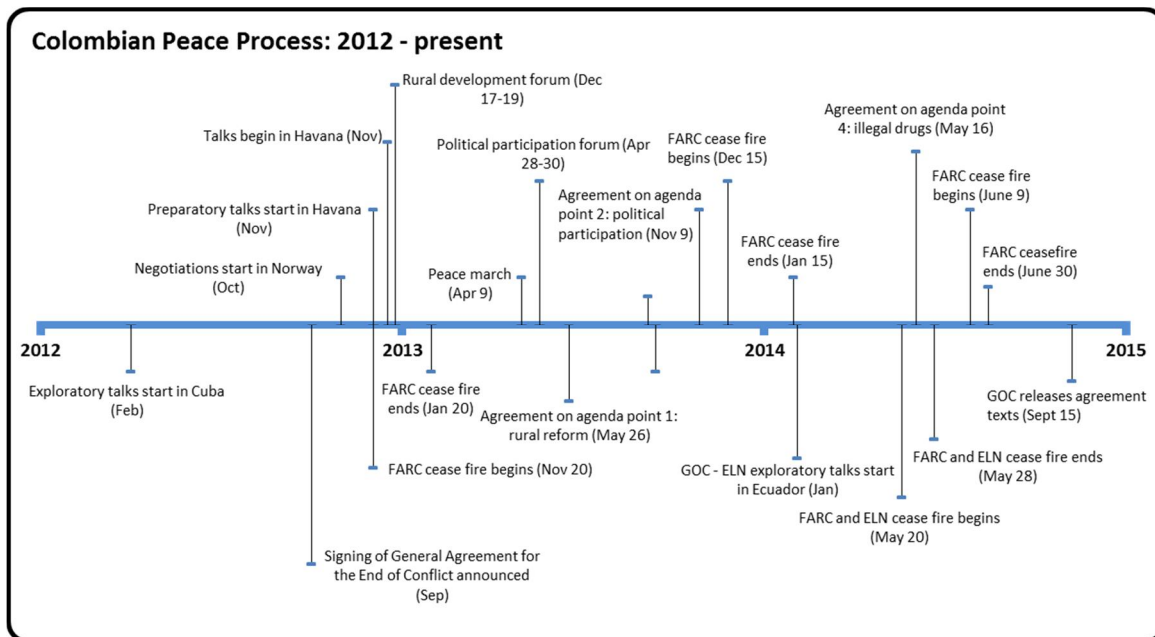 Colombian Peace Process: 2012 - present
Rural development forum (Dec
17-19)
Talks begin in Havana (Nov)
Preparatory talks start in Havana
(Nov)
Negotiations start in Norway
(Oct)
Political participation forum (Apr
28-30)
Peace march
(Apr 9)
Agreement on agenda
point 2: political
participation (Nov 9)
FARC cease fire
begins (Dec 15)
FARC cease fire
ends (Jan 15)
Agreement on agenda point
4: illegal drugs (May 16)
FARC cease fire
begins (June 9)
FARC ceasefire
ends (June 30)
2012
2013
2014
2015
Exploratory talks start in Cuba
(Feb)
FARC cease fire
ends (Jan 20)
FARC cease fire begins (Nov 20)
Signing of General Agreement for
the End of Conflict announced
(Sep)
Agreement on agenda point 1:
rural reform (May 26)
GOC - ELN exploratory talks start
in Ecuador (Jan)
FARC and ELN cease fire begins
(May 20)
FARC and ELN cease fire ends
(May 28)
GOC releases agreement
texts (Sept 15)